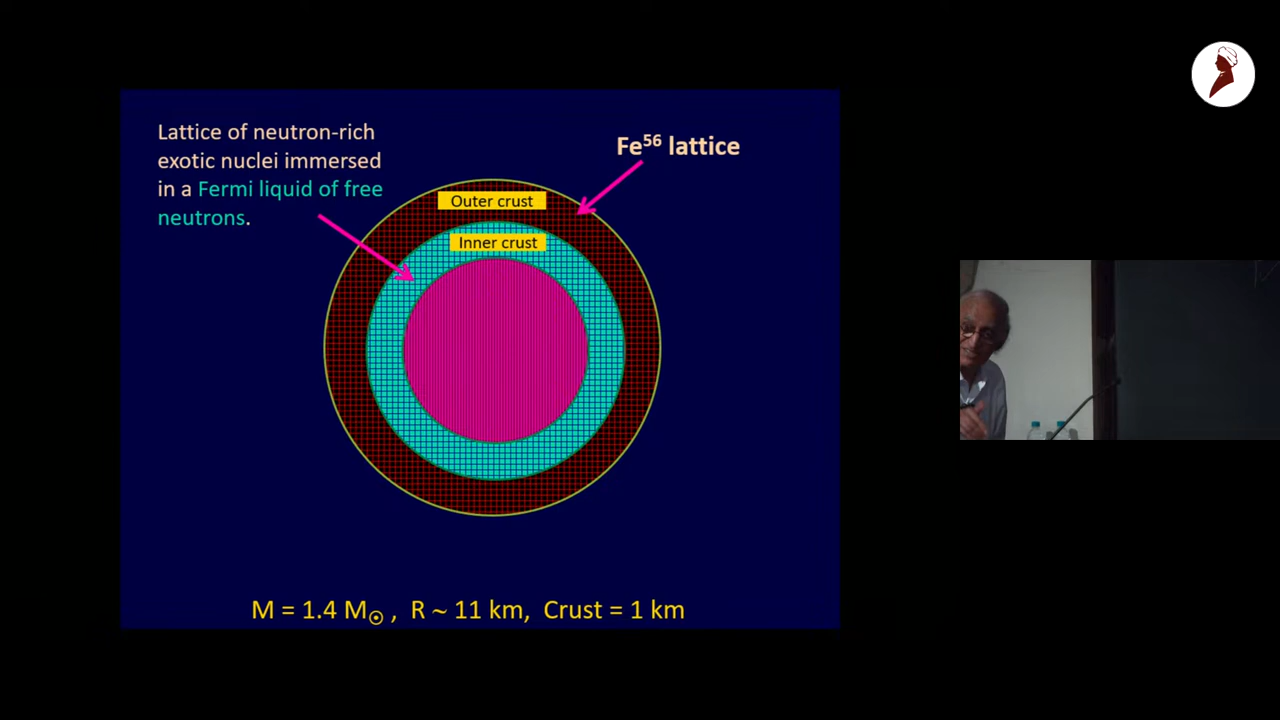 Lattice of neutron-rich
exotic nuclei immersed
in a Fermi liquid of free
neutrons.
Fe⁵⁶ lattice
Outer crust
Inner crust
M = 1.4 M☉ , R ~ 11 km, Crust = 1 km